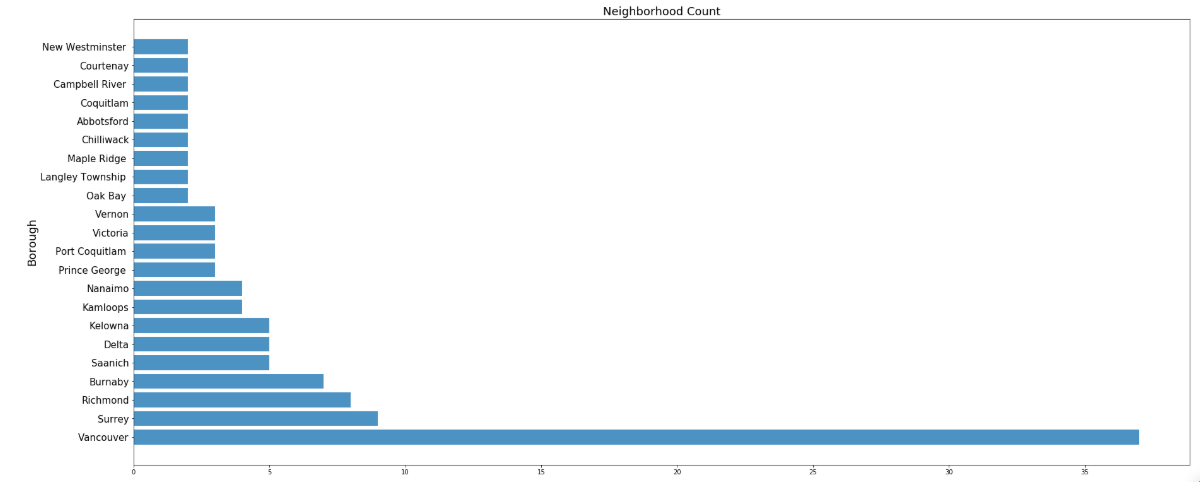 Neighborhood Count
New Westminster
Courtenay
Campbell River
Coquitlam
Abbotsford
Chilliwack
Maple Ridge
Langley Township
Oak Bay
Vernon
Victoria
Port Coquitlam
Prince George
Nanaimo
Kamloops
Kelowna
Delta
Saanich
Burnaby
Richmond
Surrey
Vancouver
Borough
0 5 10 15 20 25 30 35